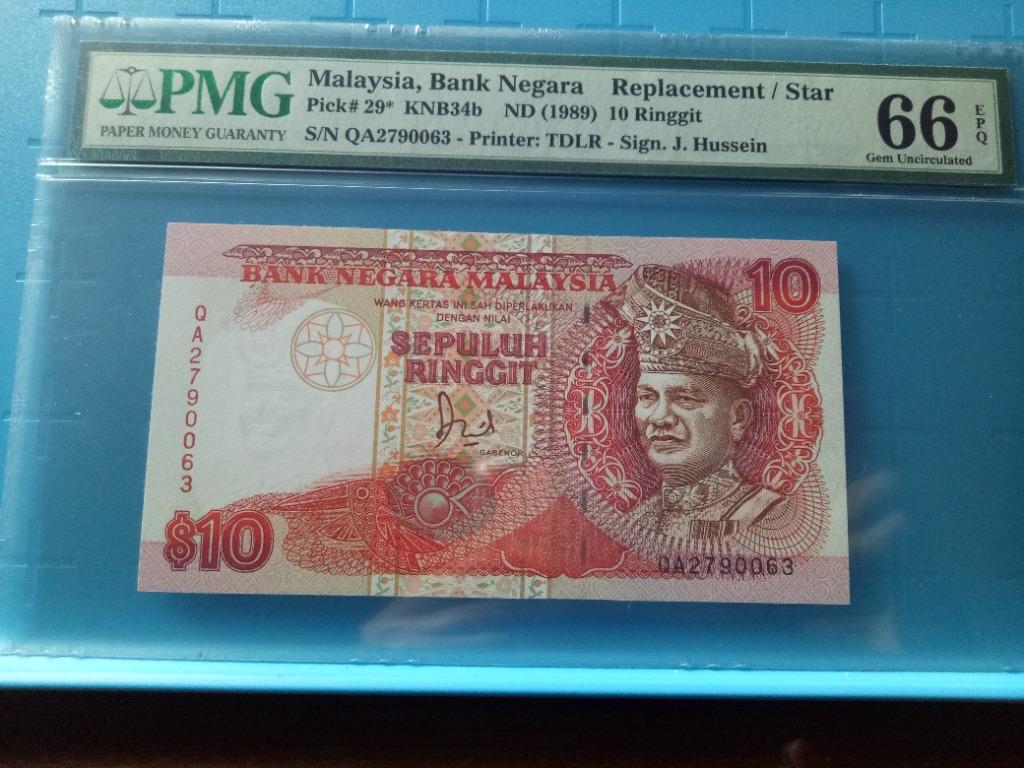 PMG
PAPER MONEY GUARANTY
Malaysia, Bank Negara Replacement / Star
Pick# 29* KNB34b ND (1989) 10 Ringgit
S/N QA2790063 - Printer: TDLR - Sign. J. Hussein
66
EPQ
Gem Uncirculated
BANK NEGARA MALAYSIA
10
WANG KERTAS INI SAH DIPERLAKUKAN
DENGAN NILAI
SEPULUH
RINGGIT
QA2790063
GABENOR
$10
QA2790063